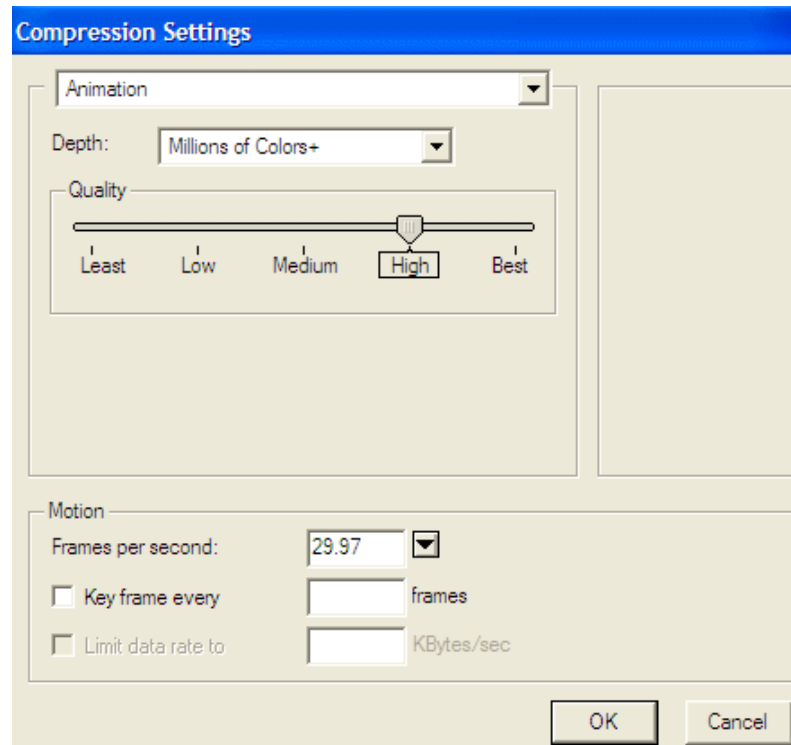 Compression Settings
Animation
Depth: Millions of Colors+
Quality
Least Low Medium High Best
Motion
Frames per second: 29.97
Key frame every frames
Limit data rate to KBytes/sec
OK Cancel